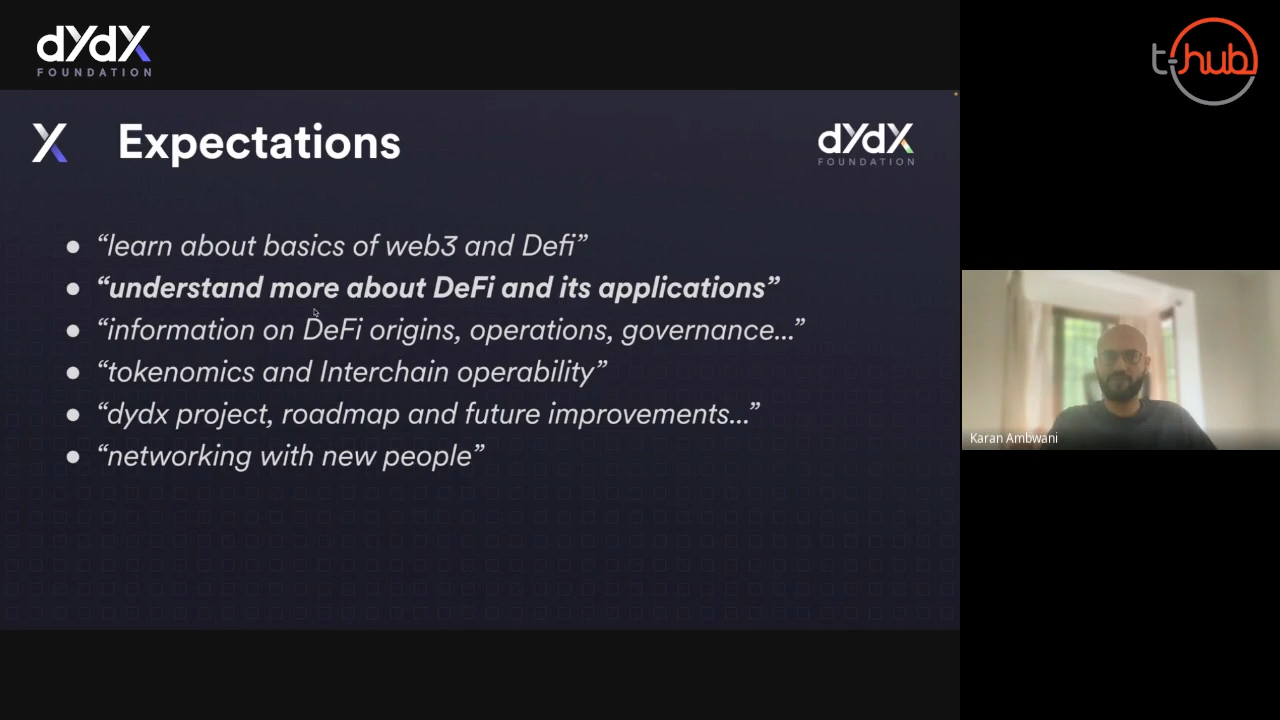 dYdX
FOUNDATION
t-hub
Expectations
dYdX
FOUNDATION
● “learn about basics of web3 and Defi”
● “understand more about DeFi and its applications”
● “information on DeFi origins, operations, governance...”
● “tokenomics and Interchain operability”
● “dydx project, roadmap and future improvements...”
● “networking with new people”
Karan Ambwani